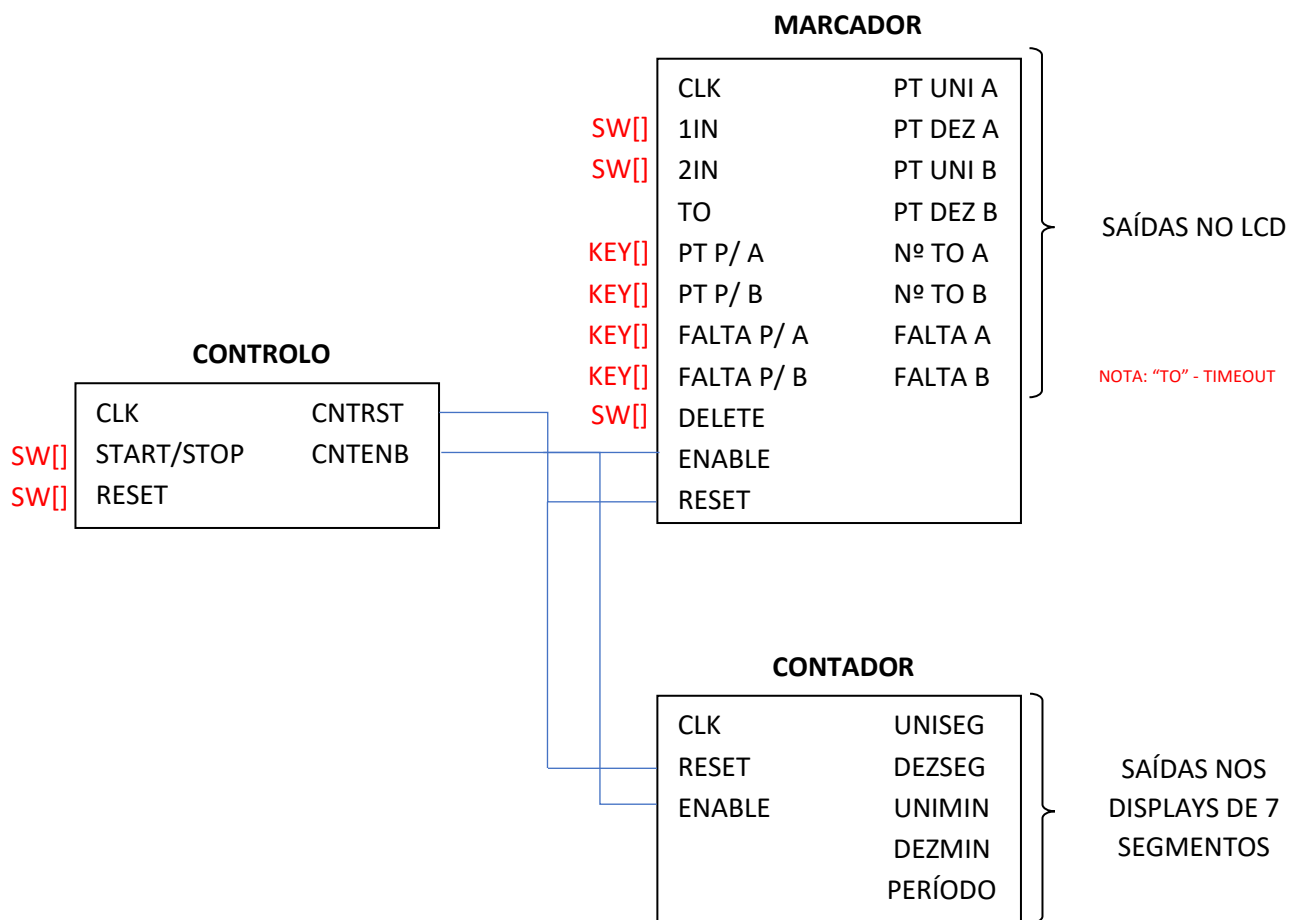 MARCADOR
CLK PT UNI A
SW[] 1IN PT DEZ A
SW[] 2IN PT UNI B
TO PT DEZ B
KEY[] PT P/ A Nº TO A
KEY[] PT P/ B Nº TO B
KEY[] FALTA P/ A FALTA A
KEY[] FALTA P/ B FALTA B
SW[] DELETE
ENABLE
RESET
SAÍDAS NO LCD
NOTA: “TO” - TIMEOUT
CONTROLO
CLK CNTRST
SW[] START/STOP CNTENB
SW[] RESET
CONTADOR
CLK UNISEG
RESET DEZSEG
ENABLE UNIMIN
DEZMIN
PERÍODO
SAÍDAS NOS
DISPLAYS DE 7
SEGMENTOS